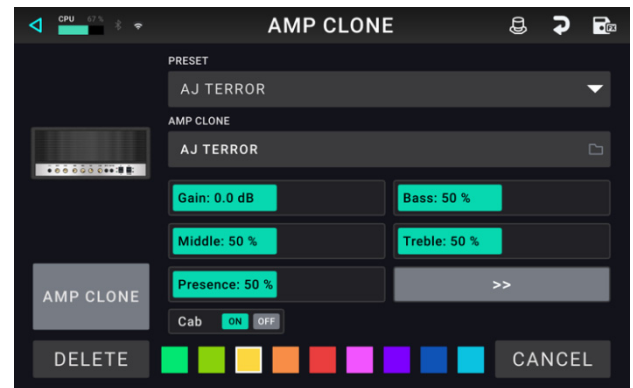 CPU 67.%
AMP CLONE
FX
PRESET
AJ TERROR
AMP CLONE
AJ TERROR
Gain: 0.0 dB
Bass: 50 %
Middle: 50 %
Treble: 50 %
Presence: 50 %
>>
AMP CLONE
Cab ON OFF
DELETE
CANCEL